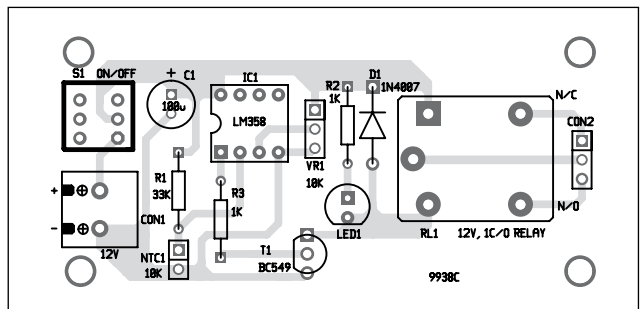 S1 ON/OFF
+ C1
100u
IC1
LM358
R2
1K
D1
1N4007
N/C
CON2
N/O
VR1
10K
R1
33K
R3
1K
CON1
+
-
12V
NTC1
10K
T1
BC549
LED1
RL1 12V, 1C/O RELAY
9938C